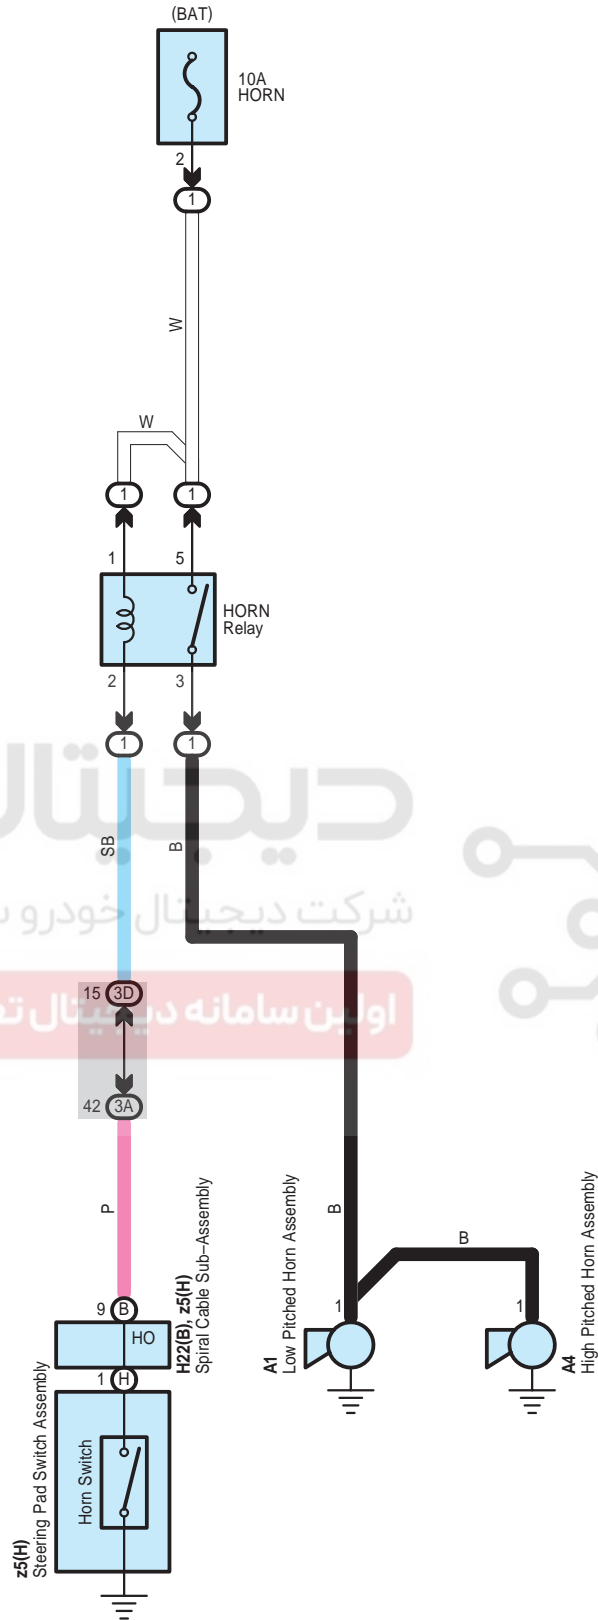 (BAT)
10A
HORN
2
1
W
W
1
1
1
5
HORN
Relay
2
3
1
1
SB
B
شرکت دیجیتال خودرو
اولین سامانه دیجیتال
15 3D
42 3A
P
B
B
9 B
HO
H22(B), z5(H)
Spiral Cable Sub–Assembly
1 H
z5(H)
Steering Pad Switch Assembly
Horn Switch
1
A1
Low Pitched Horn Assembly
1
A4
High Pitched Horn Assembly